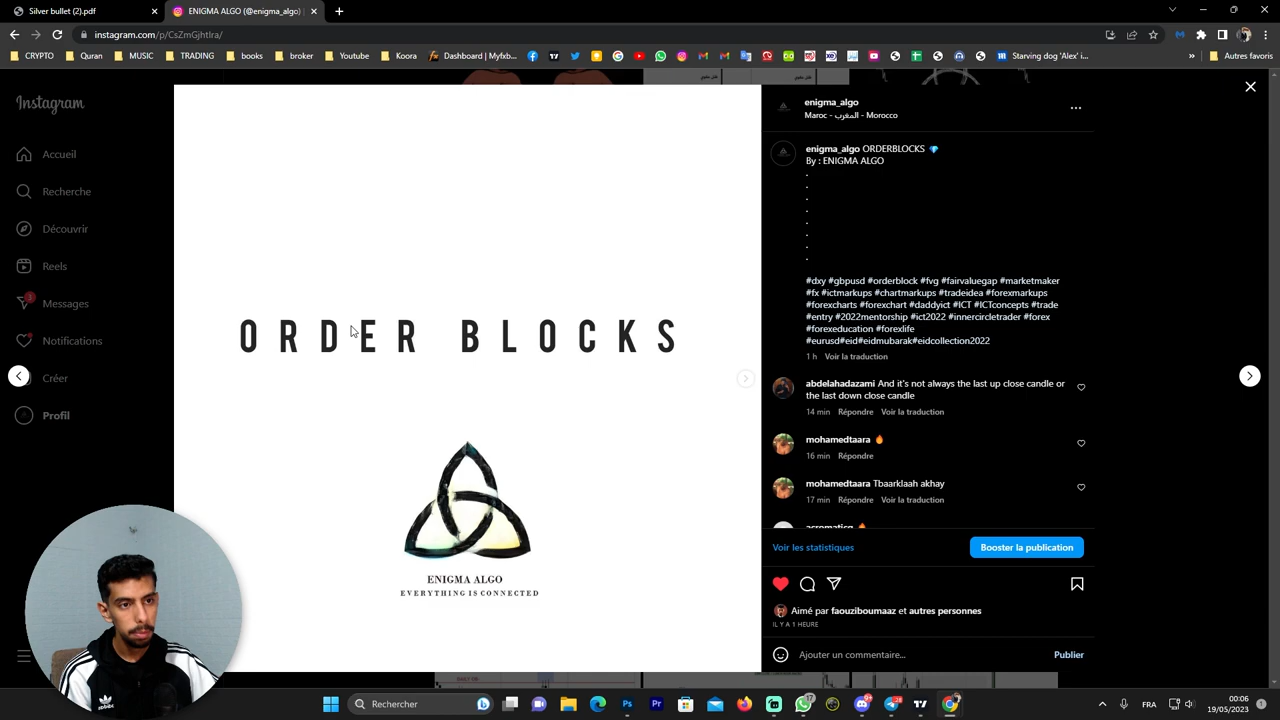 Silver bullet (2).pdf
ENIGMA ALGO (@enigma_algo) |
instagram.com/p/CsZmGjhtIra/
CRYPTO
Quran
MUSIC
TRADING
books
broker
Youtube
Koora
Dashboard | Myfxb...
Starving dog 'Alex' i...
Autres favoris
Instagram
Accueil
Recherche
Découvrir
Reels
3
Messages
Notifications
Créer
Profil
ORDER BLOCKS
ENIGMA ALGO
EVERYTHING IS CONNECTED
enigma_algo
Maroc - المغرب - Morocco
enigma_algo ORDERBLOCKS 💎
By : ENIGMA ALGO
.
.
.
.
.
.
.
.
#dxy #gbpusd #orderblock #fvg #fairvaluegap #marketmaker
#fx #ictmarkups #chartmarkups #tradeidea #forexmarkups
#forexcharts #forexchart #daddyict #ICT #ICTconcepts #trade
#entry #2022mentorship #ict2022 #innercircletrader #forex
#forexeducation #forexlife
#eurusd#eid#eidmubarak#eidcollection2022
1 h Voir la traduction
abdelahadazami And it's not always the last up close candle or
the last down close candle
14 min Répondre Voir la traduction
mohamedtaara 🔥
16 min Répondre
mohamedtaara Tbaarklaah akhay
17 min Répondre Voir la traduction
Voir les statistiques
Booster la publication
Aimé par faouziboumaaz et autres personnes
IL Y A 1 HEURE
Ajouter un commentaire...
Publier
Rechercher
FRA
00:06
19/05/2023